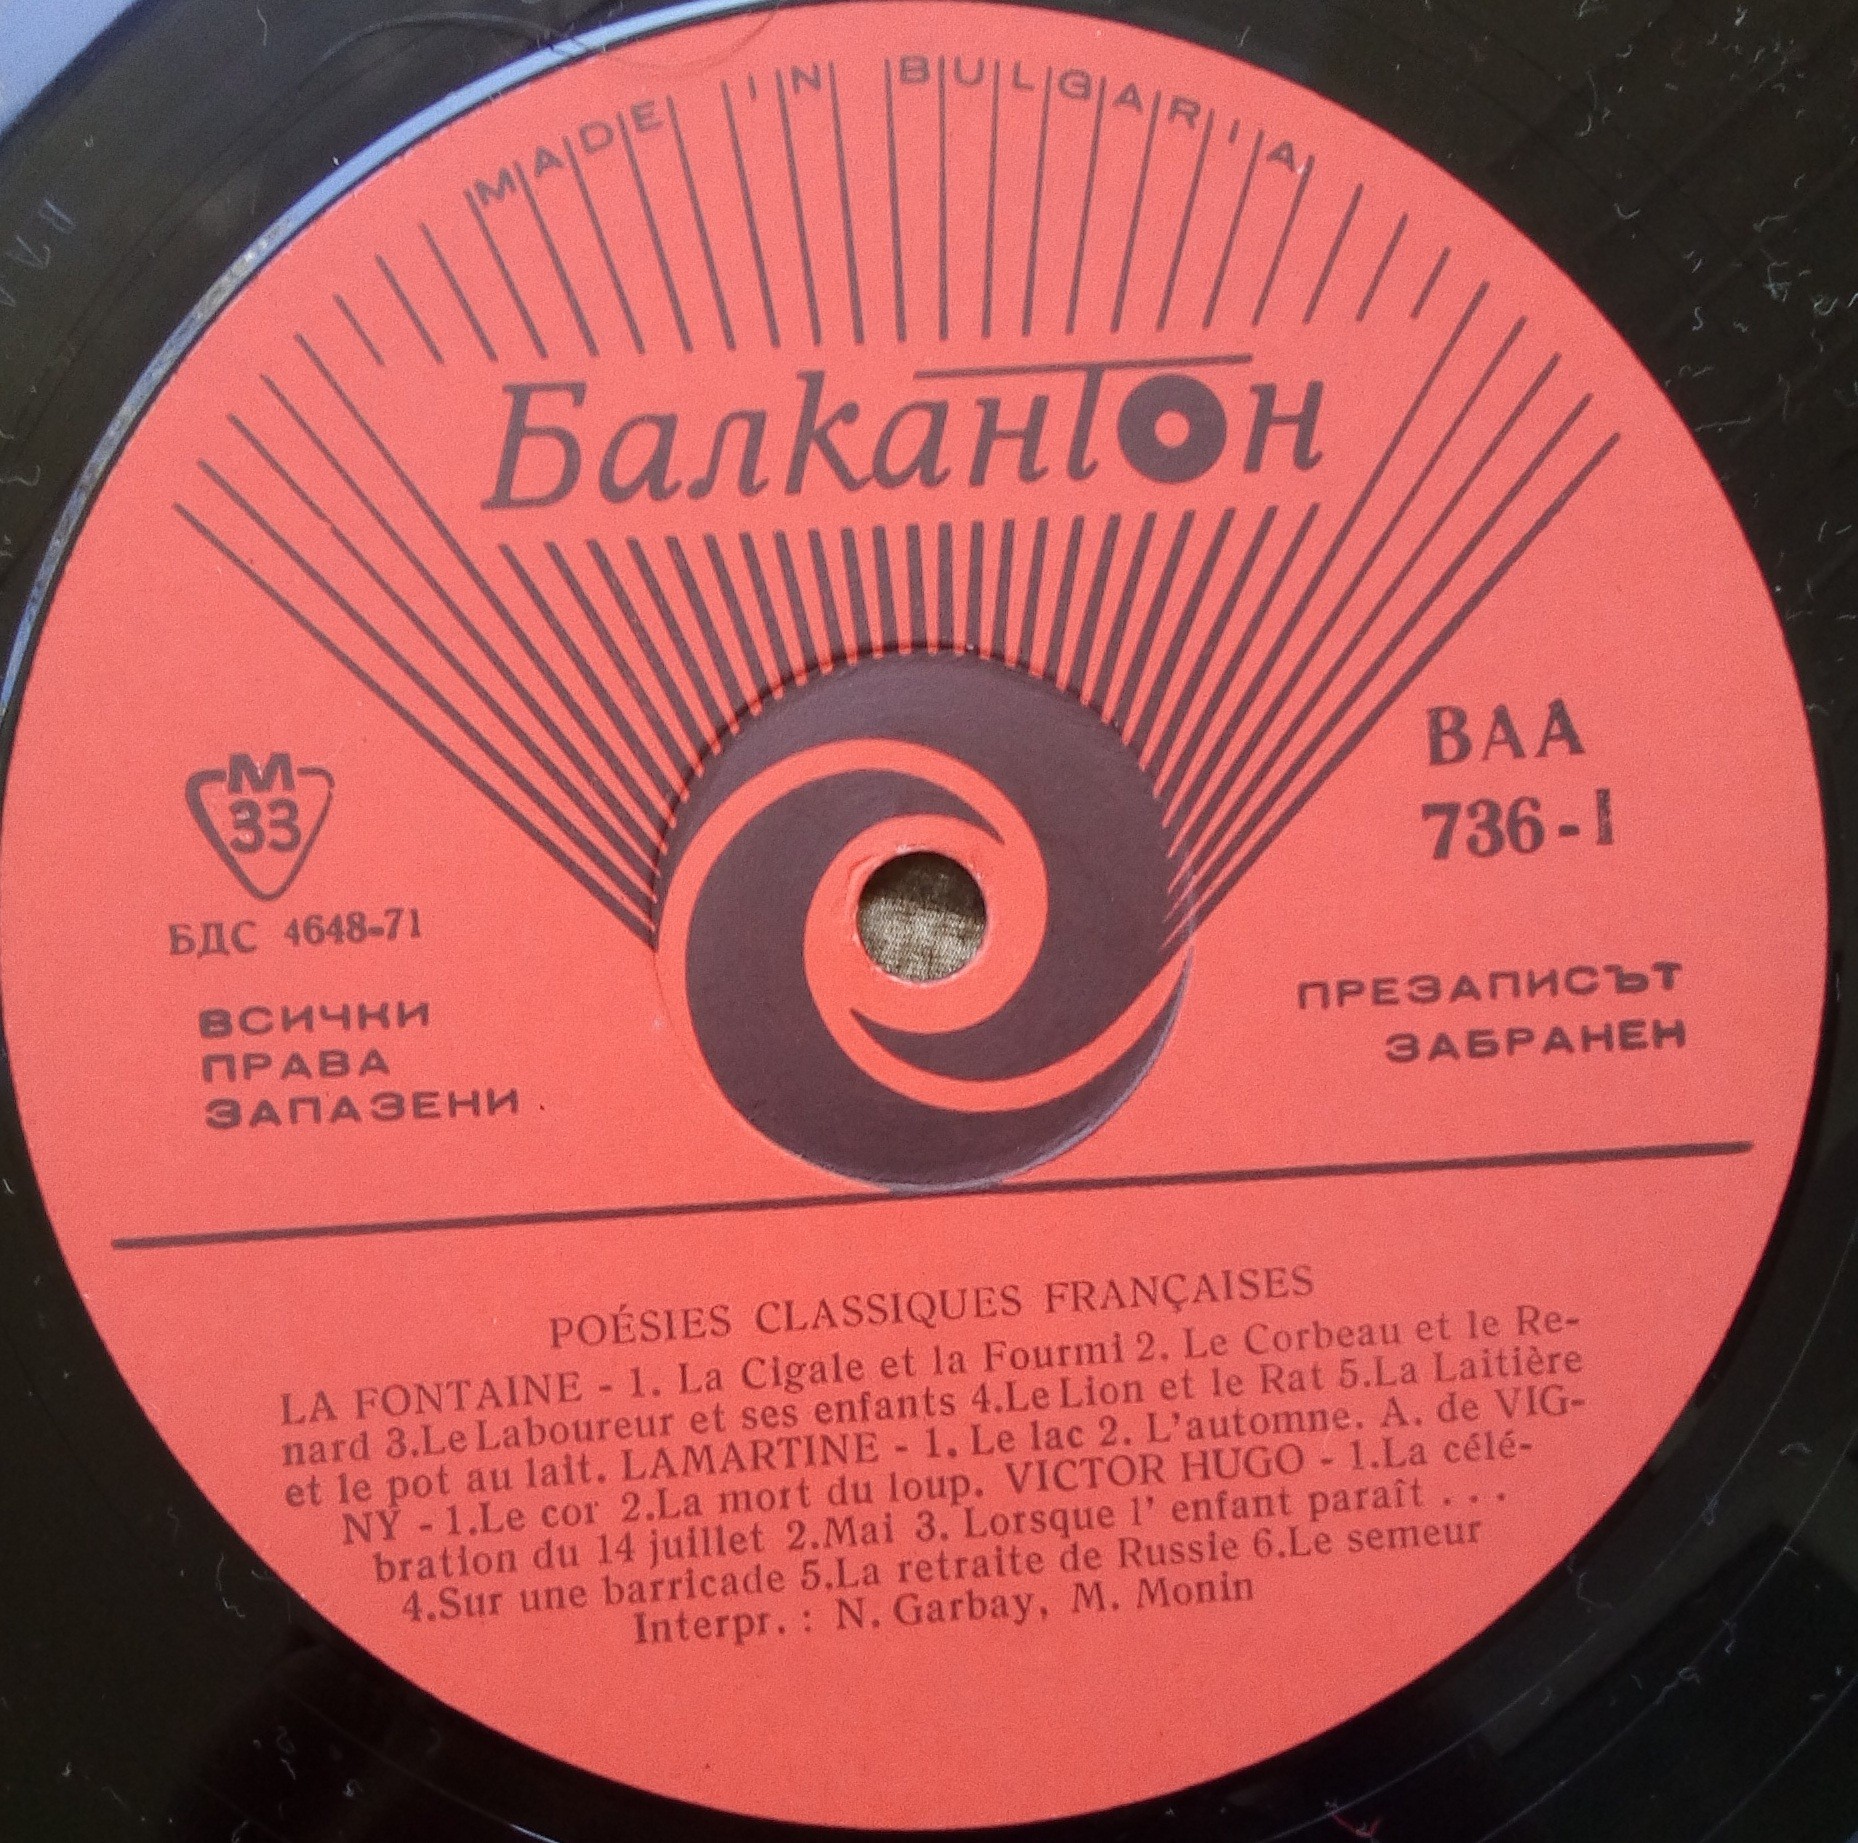 MADE IN BULGARIA
Балкантон
М
33
БДС 4648-71
ВСИЧКИ
ПРАВА
ЗАПАЗЕНИ
ВАА
736-I
ПРЕЗАПИСЪТ
ЗАБРАНЕН
POÉSIES CLASSIQUES FRANÇAISES
LA FONTAINE - 1. La Cigale et la Fourmi 2. Le Corbeau et le Re-
nard 3.Le Laboureur et ses enfants 4.Le Lion et le Rat 5.La Laitière
et le pot au lait. LAMARTINE - 1. Le lac 2. L'automne. A. de VIG-
NY - 1.Le cor 2.La mort du loup. VICTOR HUGO - 1.La célé-
bration du 14 juillet 2.Mai 3. Lorsque l' enfant paraît . . .
4.Sur une barricade 5.La retraite de Russie 6.Le semeur
Interpr. : N. Garbay, M. Monin